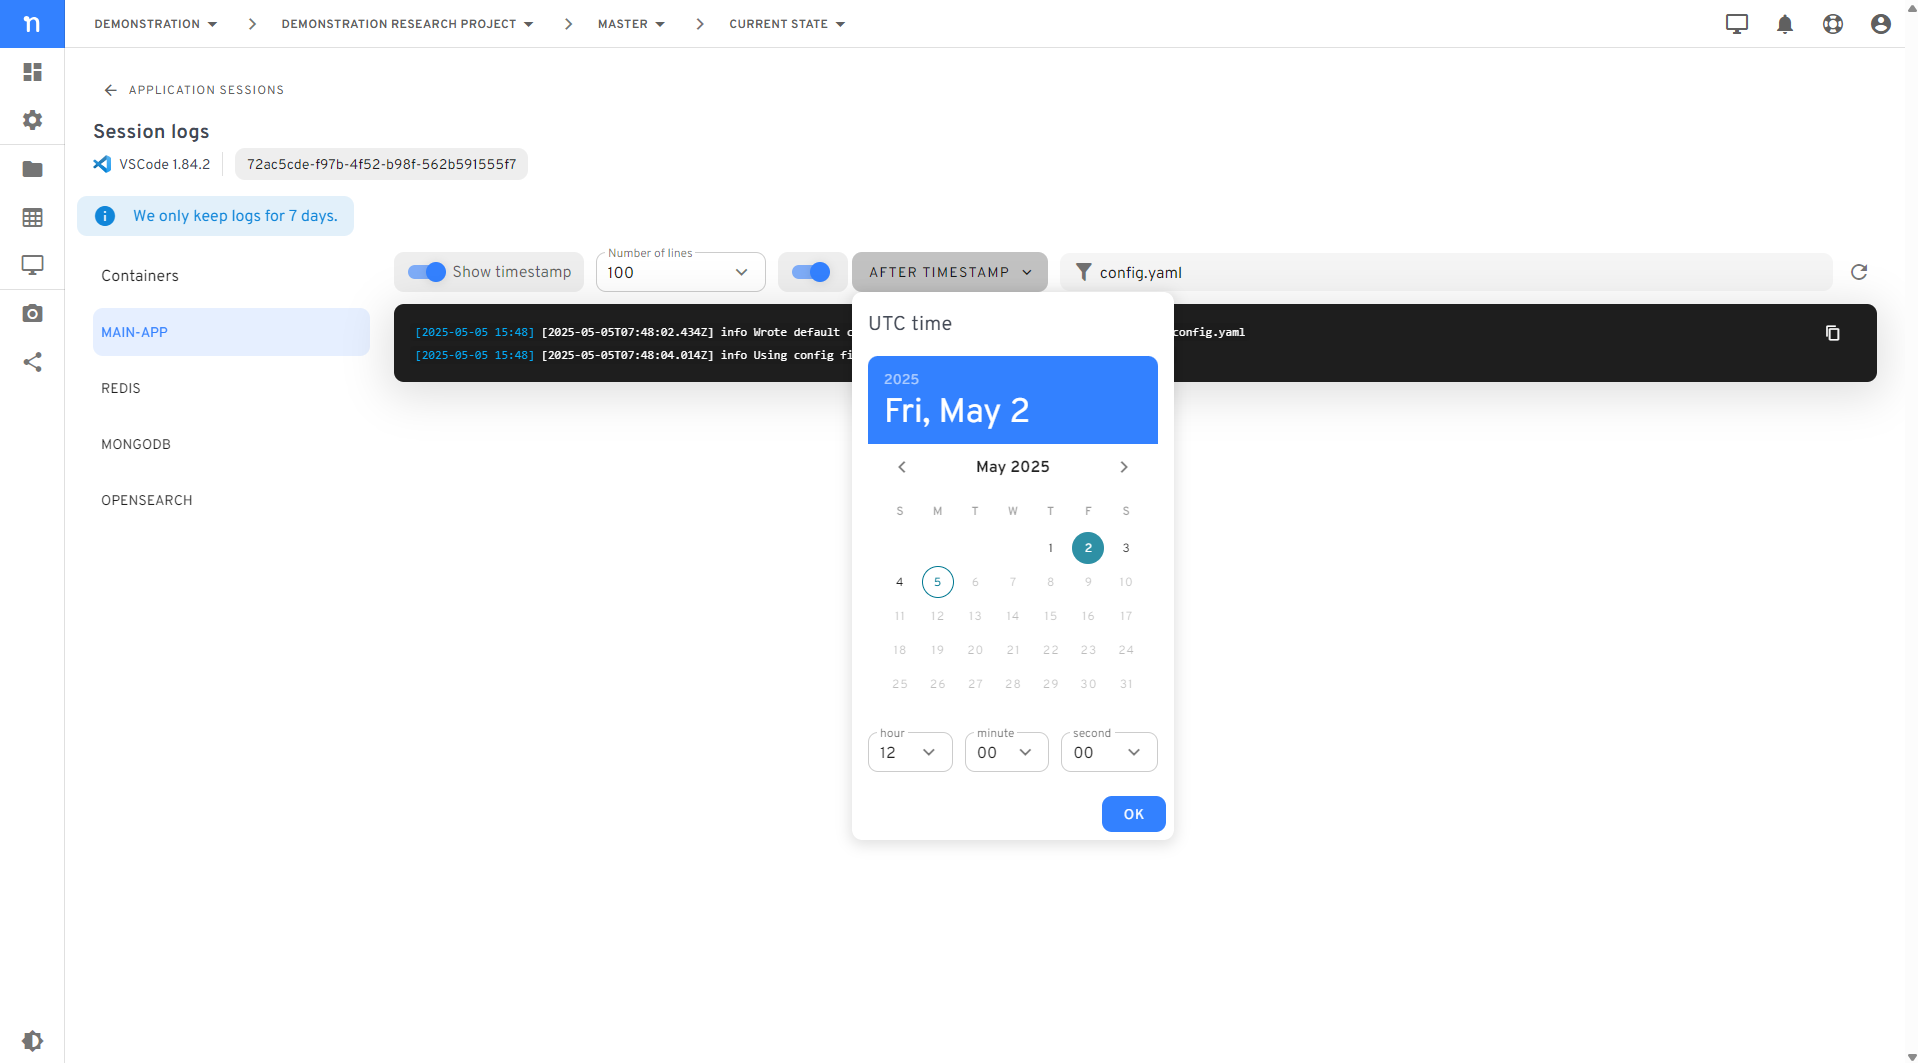 n DEMONSTRATION DEMONSTRATION RESEARCH PROJECT MASTER CURRENT STATE
APPLICATION SESSIONS
Session logs
VSCode 1.84.2 72ac5cde-f97b-4f52-b98f-562b591555f7
We only keep logs for 7 days.
Containers
MAIN-APP
REDIS
MONGODB
OPENSEARCH
Show timestamp
Number of lines
100
AFTER TIMESTAMP
config.yaml
[2025-05-05 15:48] [2025-05-05T07:48:02.434Z] info Wrote default c config.yaml
[2025-05-05 15:48] [2025-05-05T07:48:04.014Z] info Using config fi
UTC time
2025
Fri, May 2
May 2025
S M T W T F S
1 2 3
4 5 6 7 8 9 10
11 12 13 14 15 16 17
18 19 20 21 22 23 24
25 26 27 28 29 30 31
hour minute second
12 00 00
OK